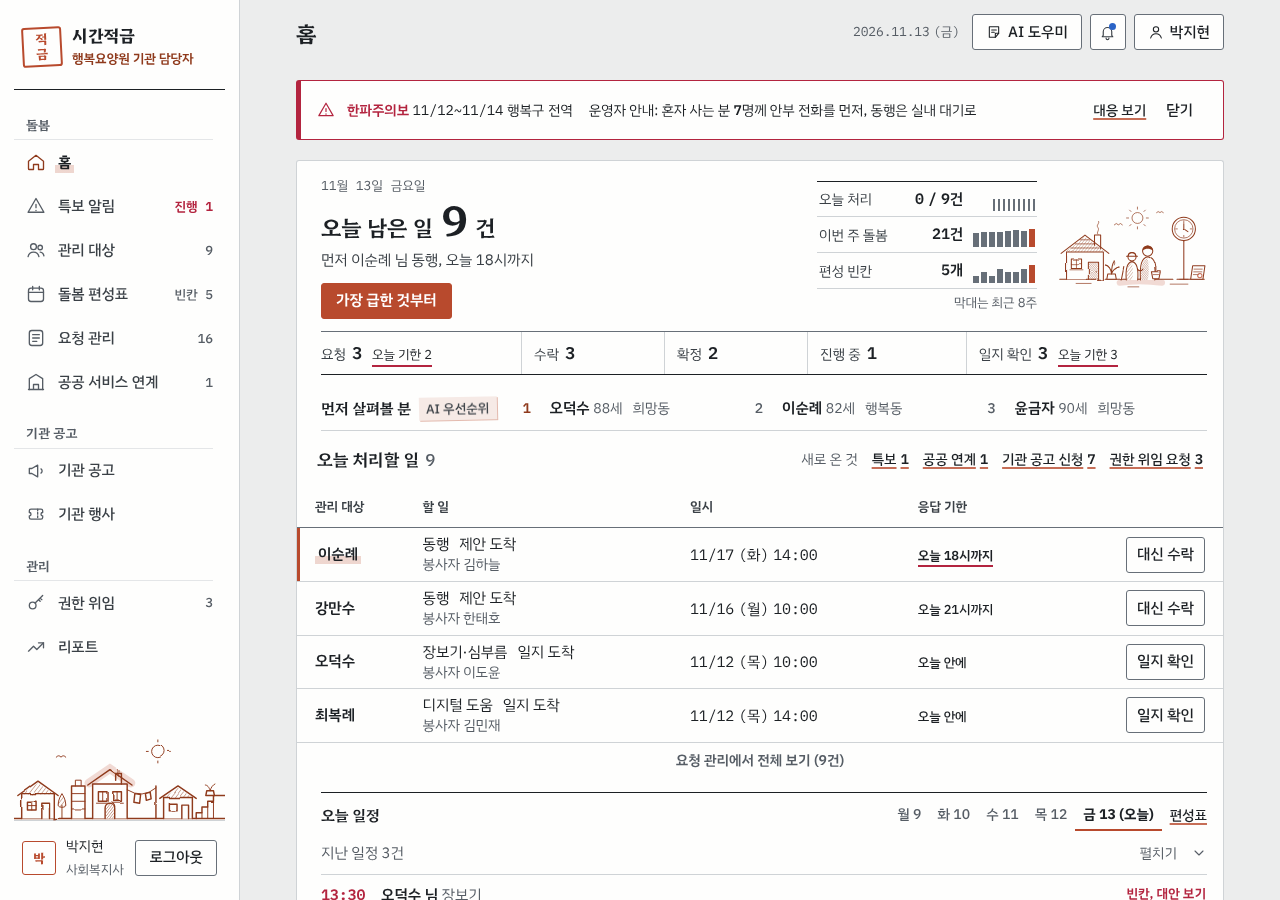 적금
시간적금
행복요양원 기관 담당자
돌봄
홈
특보 알림 진행 1
관리 대상 9
돌봄 편성표 빈칸 5
요청 관리 16
공공 서비스 연계 1
기관 공고
기관 공고
기관 행사
관리
권한 위임 3
리포트
박
박지현
사회복지사
로그아웃
홈
2026.11.13 (금)
AI 도우미
박지현
한파주의보 11/12~11/14 행복구 전역 운영자 안내: 혼자 사는 분 7명께 안부 전화를 먼저, 동행은 실내 대기로
대응 보기 닫기
11월 13일 금요일
오늘 남은 일 9 건
먼저 이순례 님 동행, 오늘 18시까지
가장 급한 것부터
오늘 처리 0 / 9건
이번 주 돌봄 21건
편성 빈칸 5개
막대는 최근 8주
요청 3 오늘 기한 2 수락 3 확정 2 진행 중 1 일지 확인 3 오늘 기한 3
먼저 살펴볼 분 AI 우선순위 1 오덕수 88세 희망동 2 이순례 82세 행복동 3 윤금자 90세 희망동
오늘 처리할 일 9
새로 온 것 특보 1 공공 연계 1 기관 공고 신청 7 권한 위임 요청 3
관리 대상 할 일 일시 응답 기한
이순례 동행 제안 도착 11/17 (화) 14:00 오늘 18시까지 대신 수락
봉사자 김하늘
강만수 동행 제안 도착 11/16 (월) 10:00 오늘 21시까지 대신 수락
봉사자 한태호
오덕수 장보기·심부름 일지 도착 11/12 (목) 10:00 오늘 안에 일지 확인
봉사자 이도윤
최복례 디지털 도움 일지 도착 11/12 (목) 14:00 오늘 안에 일지 확인
봉사자 김민재
요청 관리에서 전체 보기 (9건)
오늘 일정 월 9 화 10 수 11 목 12 금 13 (오늘) 편성표
지난 일정 3건 펼치기
13:30 오덕수 님 장보기 빈칸, 대안 보기